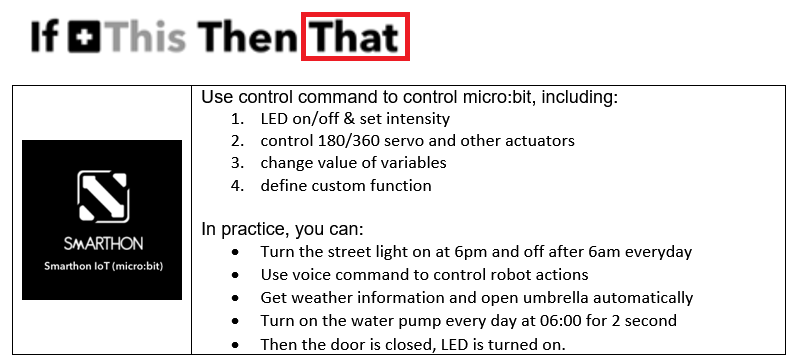 If This Then That
Use control command to control micro:bit, including:
1. LED on/off & set intensity
2. control 180/360 servo and other actuators
3. change value of variables
4. define custom function
SMARTHON
Smarthon IoT (micro:bit)
In practice, you can:
• Turn the street light on at 6pm and off after 6am everyday
• Use voice command to control robot actions
• Get weather information and open umbrella automatically
• Turn on the water pump every day at 06:00 for 2 second
• Then the door is closed, LED is turned on.